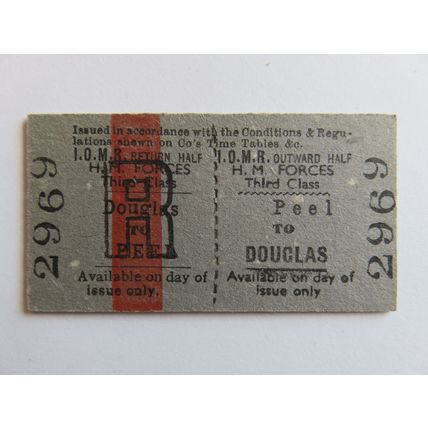 Issued in accordance with the Conditions & Regu-
lations shown on Co's Time Tables &c.
I.O.M.R. RETURN HALF
H. M. FORCES
Third Class
Douglas
TO
PEEL
Available on day of
issue only.
R
I.O.M.R. OUTWARD HALF
H. M. FORCES
Third Class
Peel
TO
DOUGLAS
Available on day of
issue only
2969
2969